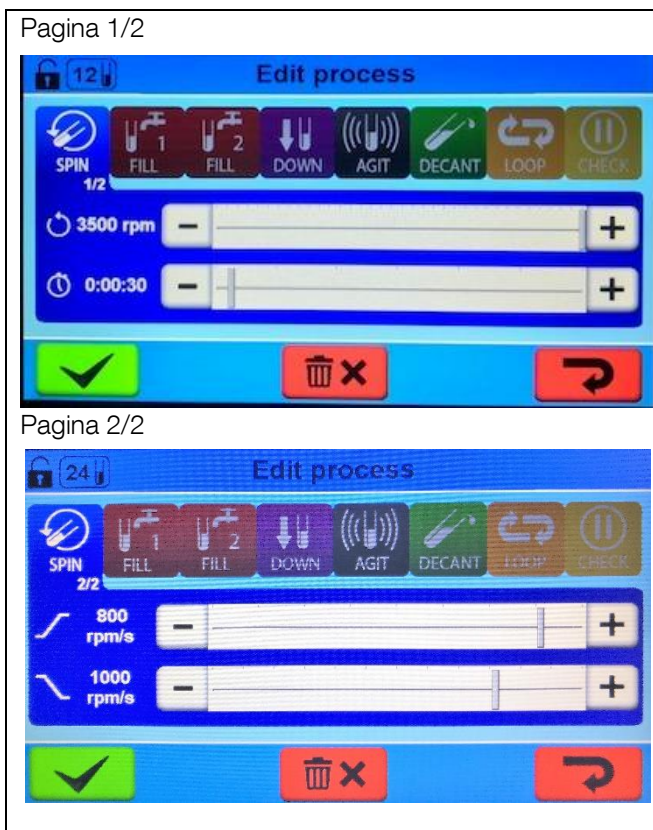 Pagina 1/2
12
Edit process
SPIN
1/2
1
FILL
2
FILL
DOWN
AGIT
DECANT
LOOP
CHECK
3500 rpm
0:00:30
Pagina 2/2
24
Edit process
SPIN
2/2
1
FILL
2
FILL
DOWN
AGIT
DECANT
LOOP
CHECK
800
rpm/s
1000
rpm/s